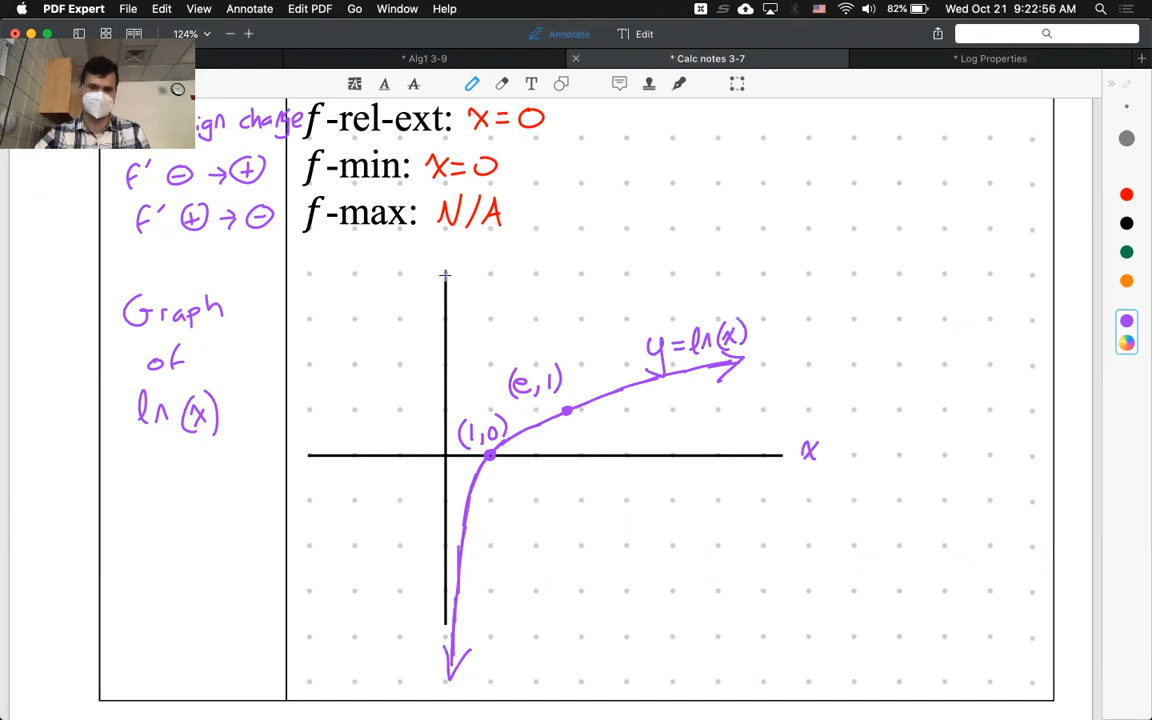 PDF Expert File Edit View Annotate Edit PDF Go Window Help 82% Wed Oct 21 9:22:56 AM
124% Annotate Edit
* Alg1 3-9 * Calc notes 3-7 * Log Properties
ign change
f' ⊖ → ⊕
f' ⊕ → ⊖
Graph
of
ln(x)
f-rel-ext: x=0
f-min: x=0
f-max: N/A
y=ln(x)
(e,1)
(1,0)
x